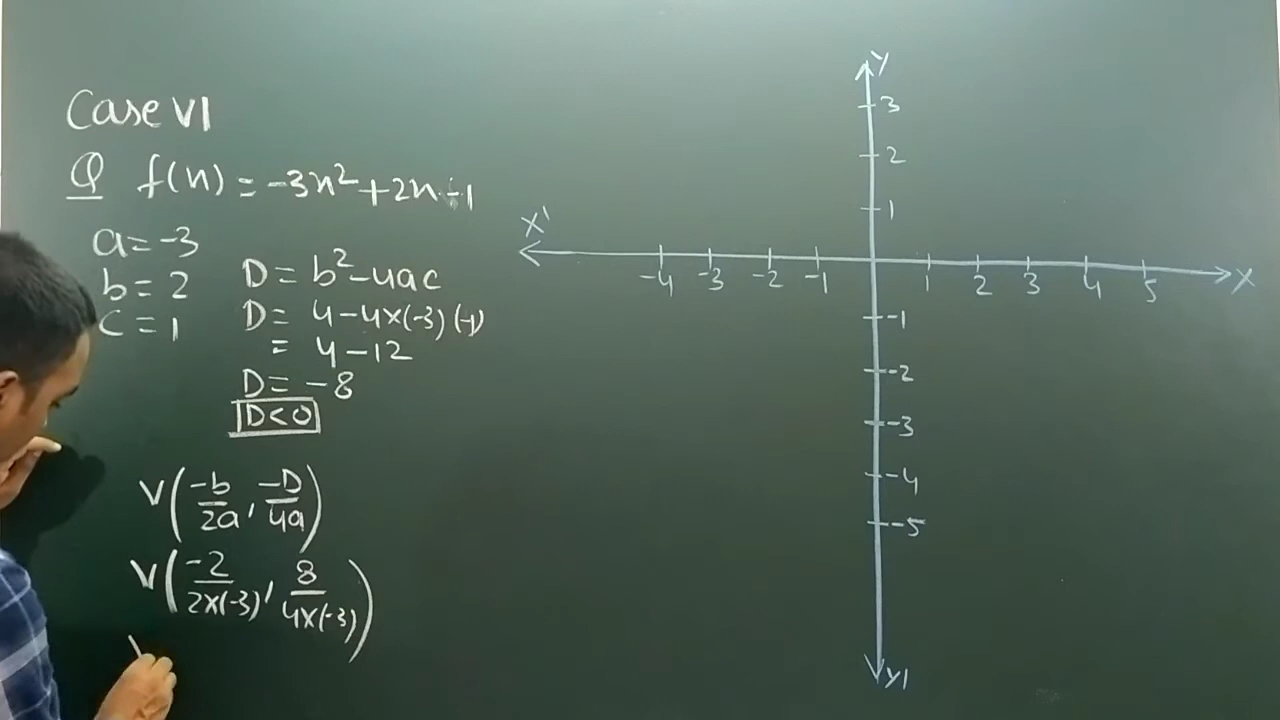 Case VI
Q f(x) = -3x² + 2x - 1
a = -3
b = 2
c = 1
D = b² - 4ac
D = 4 - 4×(-3)(-1)
= 4 - 12
D = -8
D < 0
V(-b/2a, -D/4a)
V(-2/2×(-3), 8/4×(-3))
Y
3
2
1
X'
-4 -3 -2 -1 1 2 3 4 5 X
-1
-2
-3
-4
-5
Y1